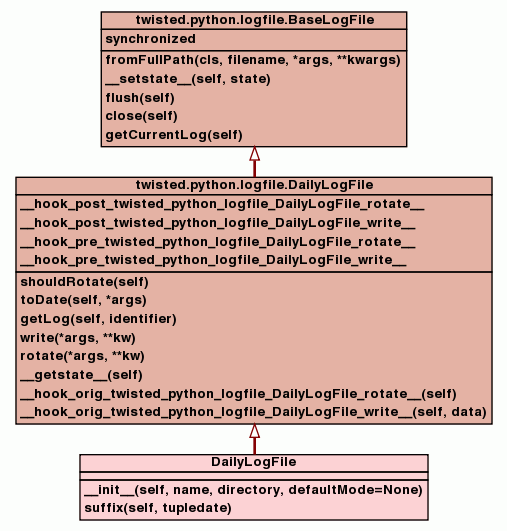 twisted.python.logfile.BaseLogFile
synchronized
fromFullPath(cls, filename, *args, **kwargs)
__setstate__(self, state)
flush(self)
close(self)
getCurrentLog(self)
twisted.python.logfile.DailyLogFile
__hook_post_twisted_python_logfile_DailyLogFile_rotate__
__hook_post_twisted_python_logfile_DailyLogFile_write__
__hook_pre_twisted_python_logfile_DailyLogFile_rotate__
__hook_pre_twisted_python_logfile_DailyLogFile_write__
shouldRotate(self)
toDate(self, *args)
getLog(self, identifier)
write(*args, **kw)
rotate(*args, **kw)
__getstate__(self)
__hook_orig_twisted_python_logfile_DailyLogFile_rotate__(self)
__hook_orig_twisted_python_logfile_DailyLogFile_write__(self, data)
DailyLogFile
__init__(self, name, directory, defaultMode=None)
suffix(self, tupledate)